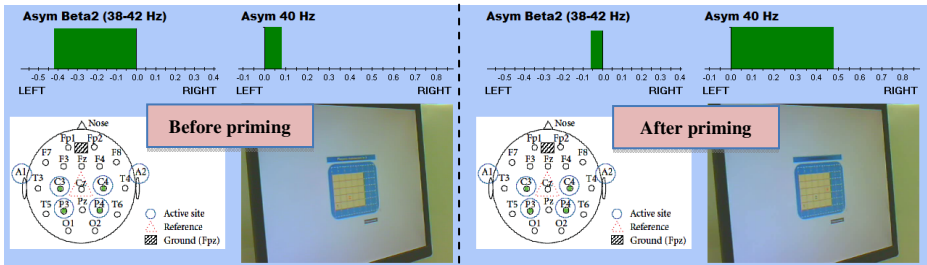 Asym Beta2 (38-42 Hz) Asym 40 Hz
-0.5 -0.4 -0.3 -0.2 -0.1 0.0 0.1 0.2 0.3 0.4 -0.1 0.0 0.1 0.2 0.3 0.4 0.5 0.6 0.7 0.8
LEFT RIGHT LEFT RIGHT
Before priming
Nose
Fp1 Fp2
F7 F3 Fz F4 F8
A1 A2
T3 C3 Cz C4 T4
T5 P3 Pz P4 T6
O1 O2
Active site
Reference
Ground (Fpz)
Asym Beta2 (38-42 Hz) Asym 40 Hz
-0.5 -0.4 -0.3 -0.2 -0.1 0.0 0.1 0.2 0.3 0.4 -0.1 0.0 0.1 0.2 0.3 0.4 0.5 0.6 0.7 0.8
LEFT RIGHT LEFT RIGHT
After priming
Nose
Fp1 Fp2
F7 F3 Fz F4 F8
A1 A2
T3 C3 Cz C4 T4
T5 P3 Pz P4 T6
O1 O2
Active site
Reference
Ground (Fpz)